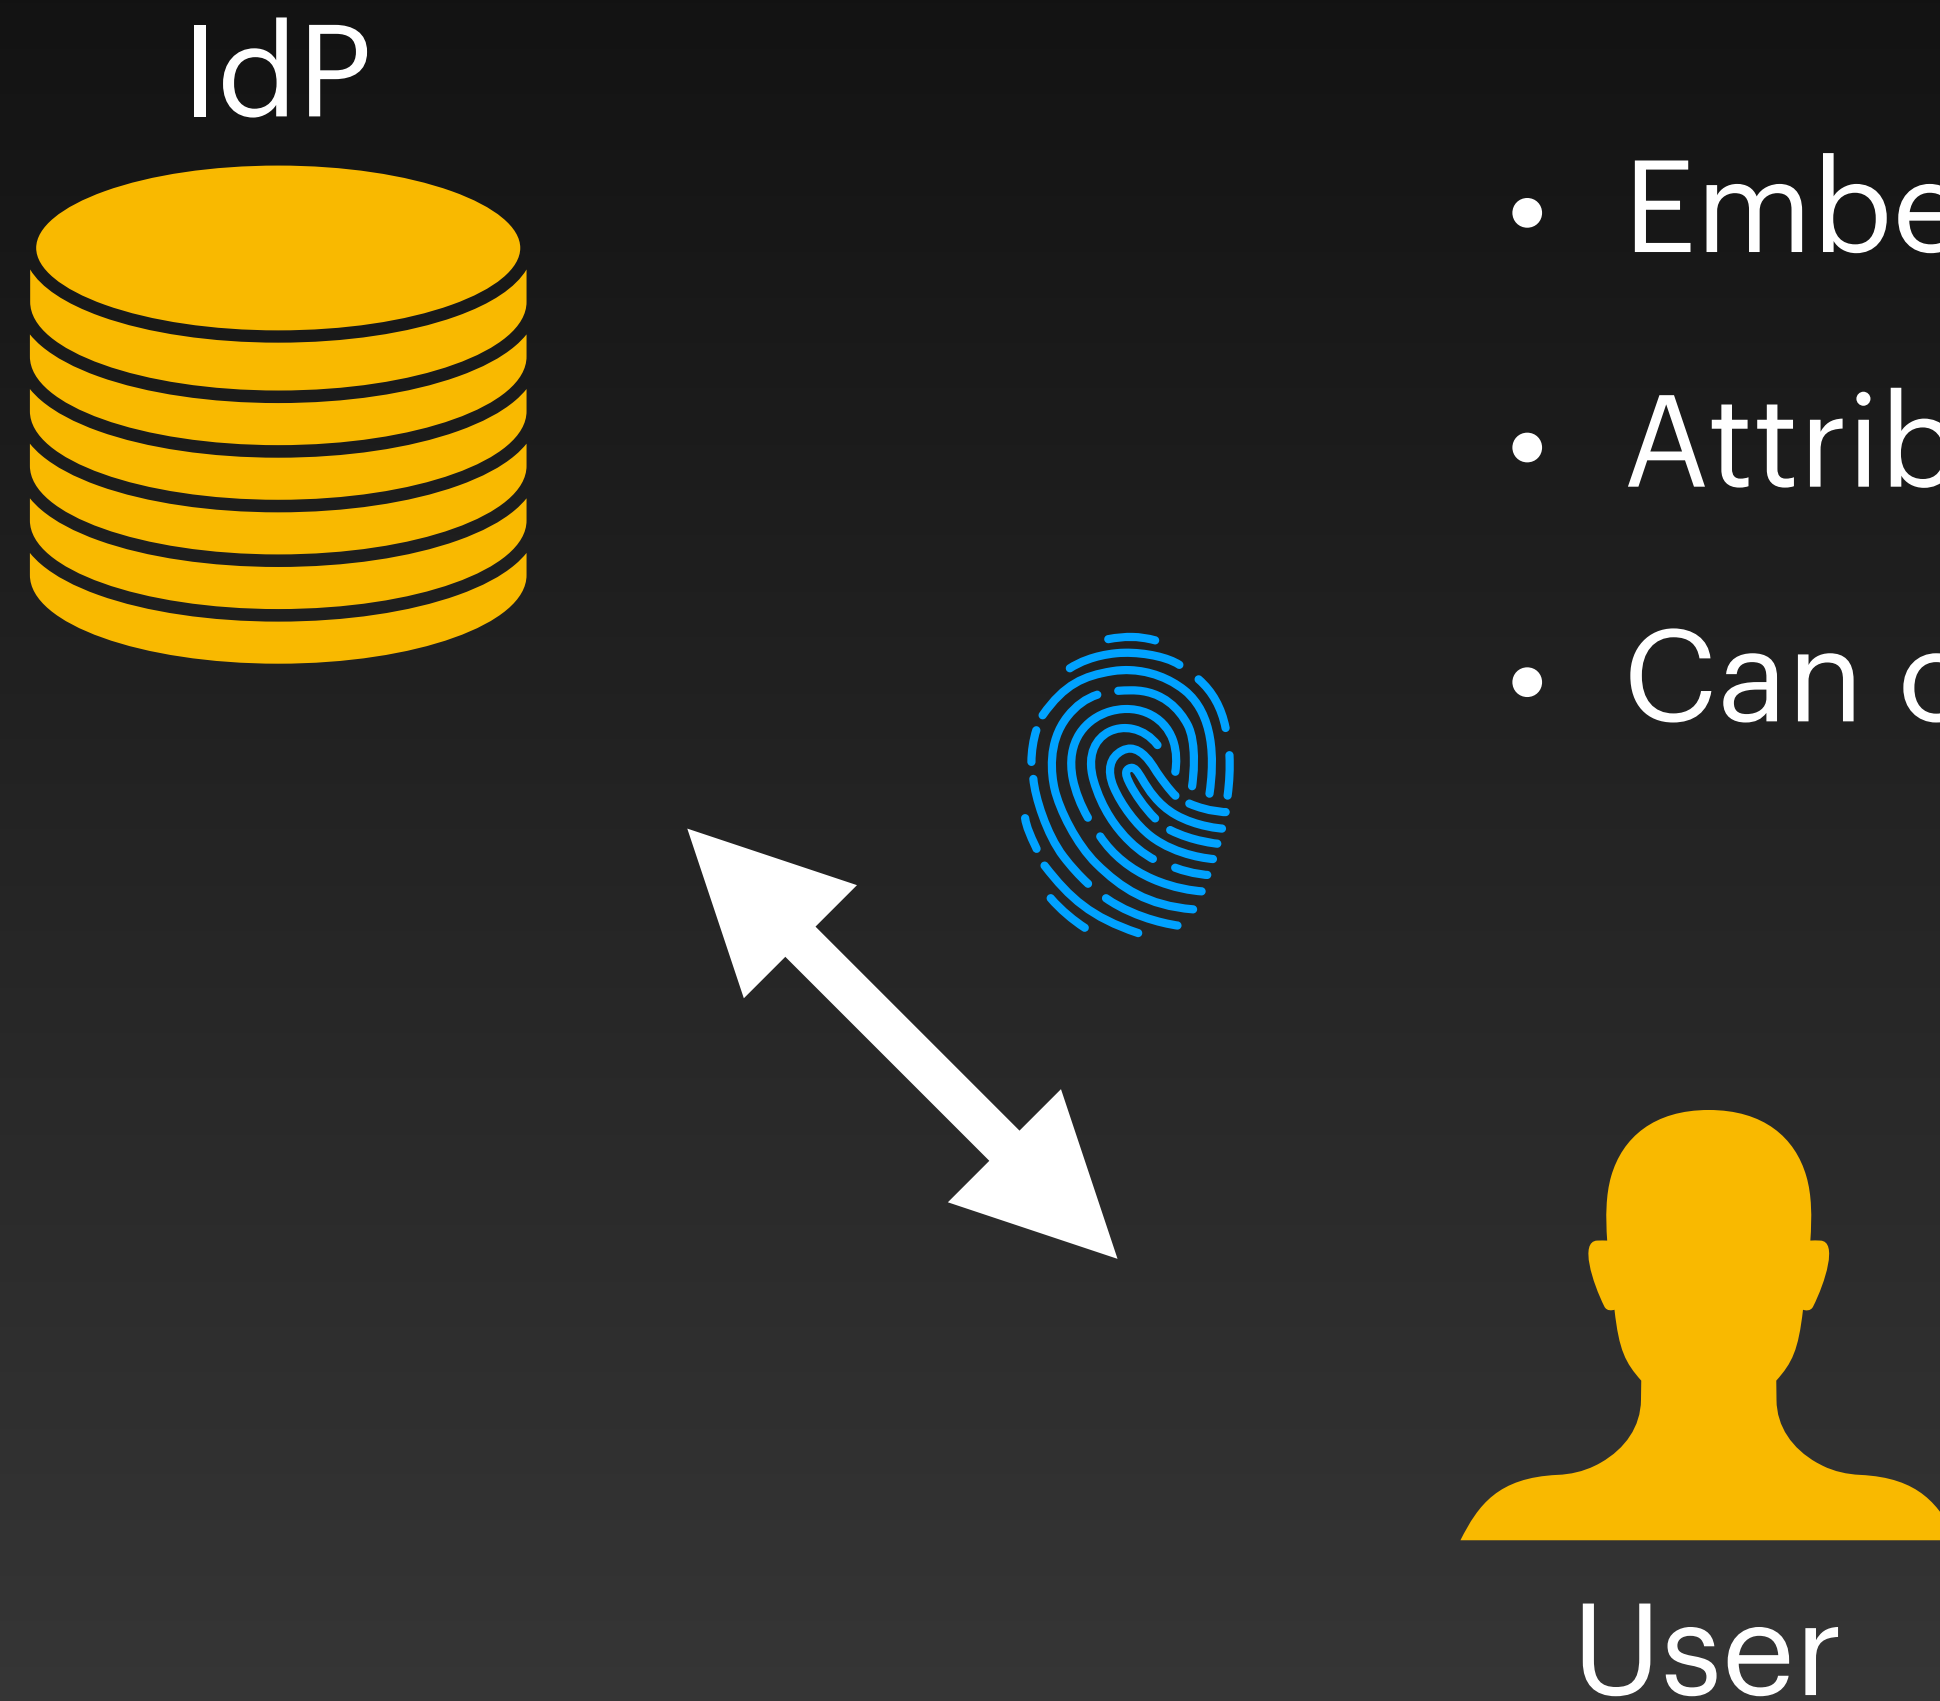 IdP
• Embe
• Attrib
• Can
User